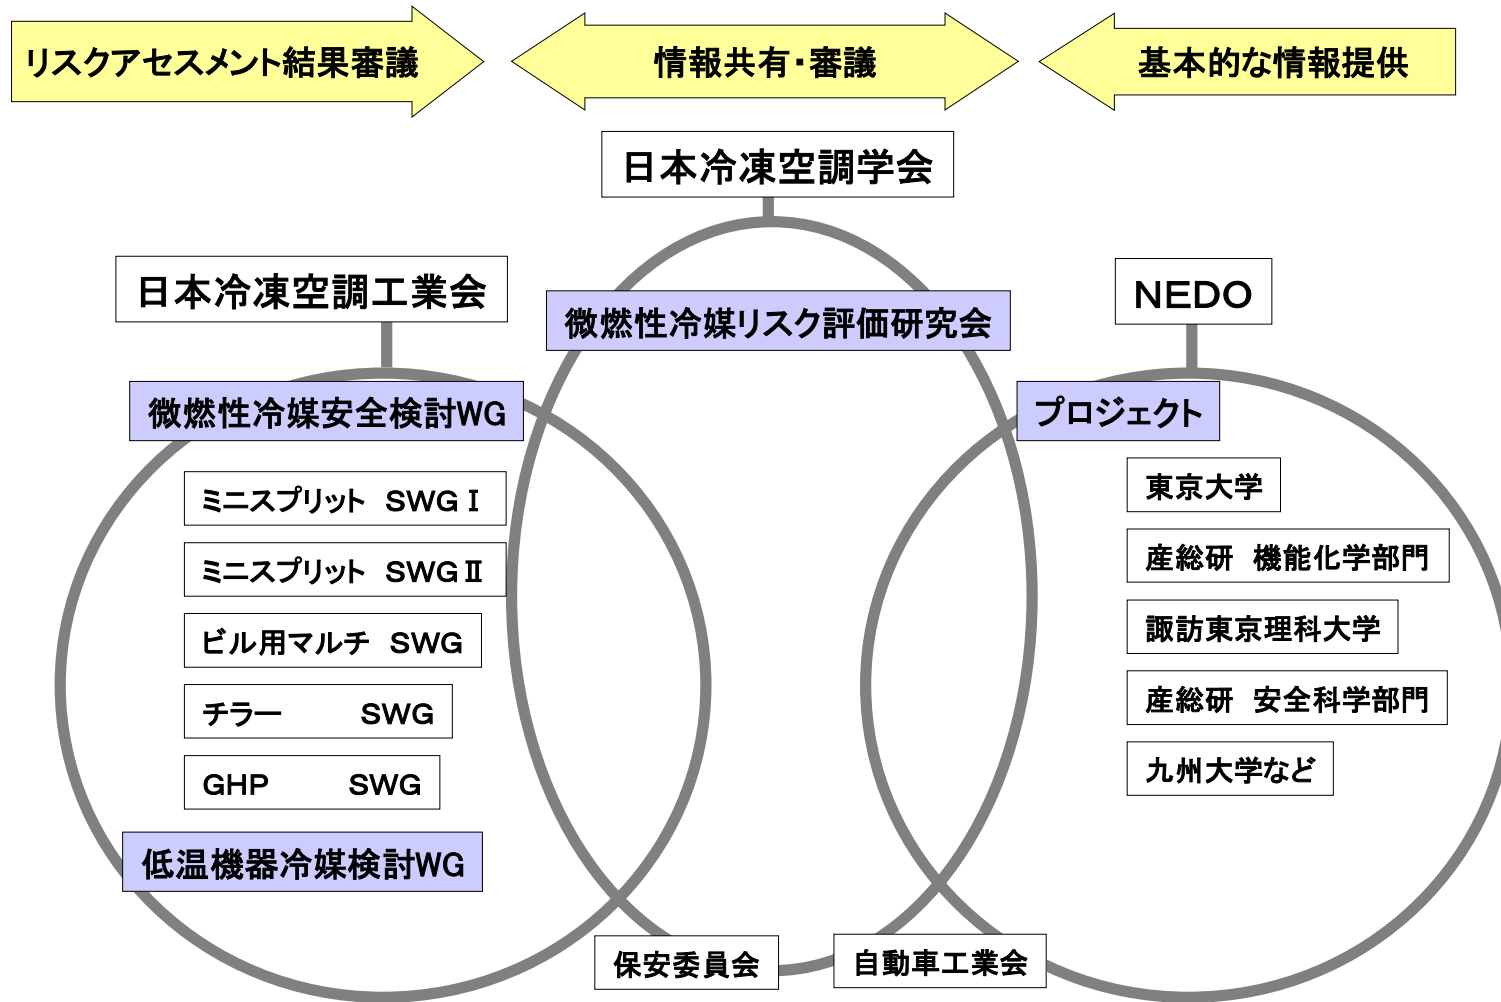 リスクアセスメント結果審議
情報共有・審議
基本的な情報提供
日本冷凍空調学会
日本冷凍空調工業会
NEDO
微燃性冷媒リスク評価研究会
微燃性冷媒安全検討WG
プロジェクト
ミニスプリット SWGⅠ
ミニスプリット SWGⅡ
ビル用マルチ SWG
チラー SWG
GHP SWG
低温機器冷媒検討WG
東京大学
産総研 機能化学部門
諏訪東京理科大学
産総研 安全科学部門
九州大学など
保安委員会
自動車工業会